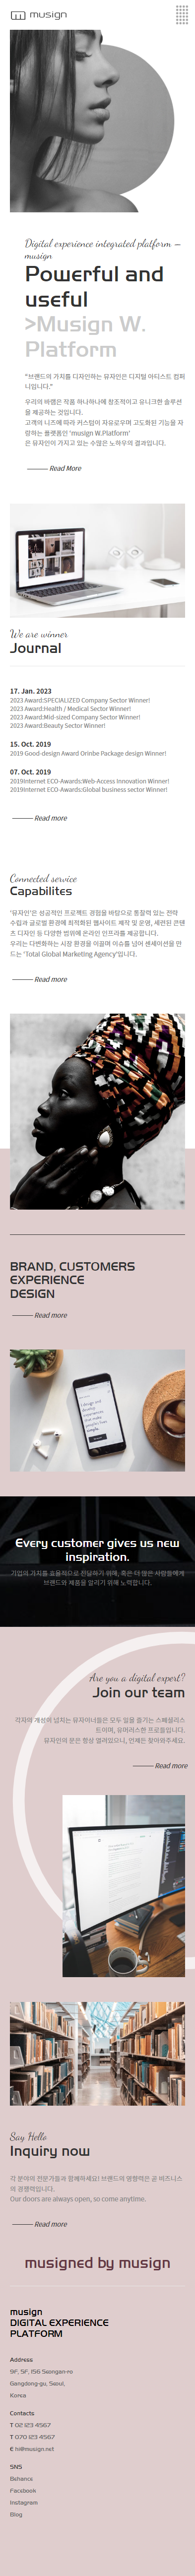 musign
Digital experience integrated platform –
musign
Powerful and
useful
>Musign W.
Platform
"브랜드의 가치를 디자인하는 뮤자인은 디지털 아티스트 컴퍼
니입니다."
우리의 바램은 작품 하나하나에 창조적이고 유니크한 솔루션
을 제공하는 것입니다.
고객의 니즈에 따라 커스텀이 자유로우며 고도화된 기능을 자
랑하는 플랫폼인 'musign W.Platform'
은 뮤자인이 가지고 있는 수많은 노하우의 결과입니다.
Read More
We are winner
Journal
17. Jan. 2023
2023 Award:SPECIALIZED Company Sector Winner!
2023 Award:Health / Medical Sector Winner!
2023 Award:Mid-sized Company Sector Winner!
2023 Award:Beauty Sector Winner!
15. Oct. 2019
2019 Good-design Award Orinbe Package design Winner!
07. Oct. 2019
2019Internet ECO-Awards:Web-Access Innovation Winner!
2019Internet ECO-Awards:Global business sector Winner!
Read more
Connected service
Capabilites
'뮤자인'은 성공적인 프로젝트 경험을 바탕으로 통찰력 있는 전략
수립과 글로벌 환경에 최적화된 웹사이트 제작 및 운영, 세련된 콘텐
츠 디자인 등 다양한 범위에 온라인 인프라를 제공합니다.
우리는 다변화하는 시장 환경을 이끌며 이슈를 넘어 센세이션을 만
드는 'Total Global Marketing Agency'입니다.
Read more
BRAND, CUSTOMERS
EXPERIENCE
DESIGN
Read more
Every customer gives us new
inspiration.
기업의 가치를 효율적으로 전달하기 위해, 혹은 더 많은 사람들에게
브랜드와 제품을 알리기 위해 노력합니다.
Are you a digital expert?
Join our team
각자의 개성이 넘치는 뮤자이너들은 모두 일을 즐기는 스페셜리스
트이며, 유머러스한 프로들입니다.
뮤자인의 문은 항상 열려있으니, 언제든 찾아와주세요.
Read more
Say Hello
Inquiry now
각 분야의 전문가들과 함께하세요! 브랜드의 영향력은 곧 비즈니스
의 경쟁력입니다.
Our doors are always open, so come anytime.
Read more
musigned by musign
musign
DIGITAL EXPERIENCE
PLATFORM
Address
9F, 5F, 156 Seongan-ro
Gangdong-gu, Seoul,
Korea
Contacts
T 02 123 4567
T 070 123 4567
E hi@musign.net
SNS
Behance
Facebook
Instagram
Blog